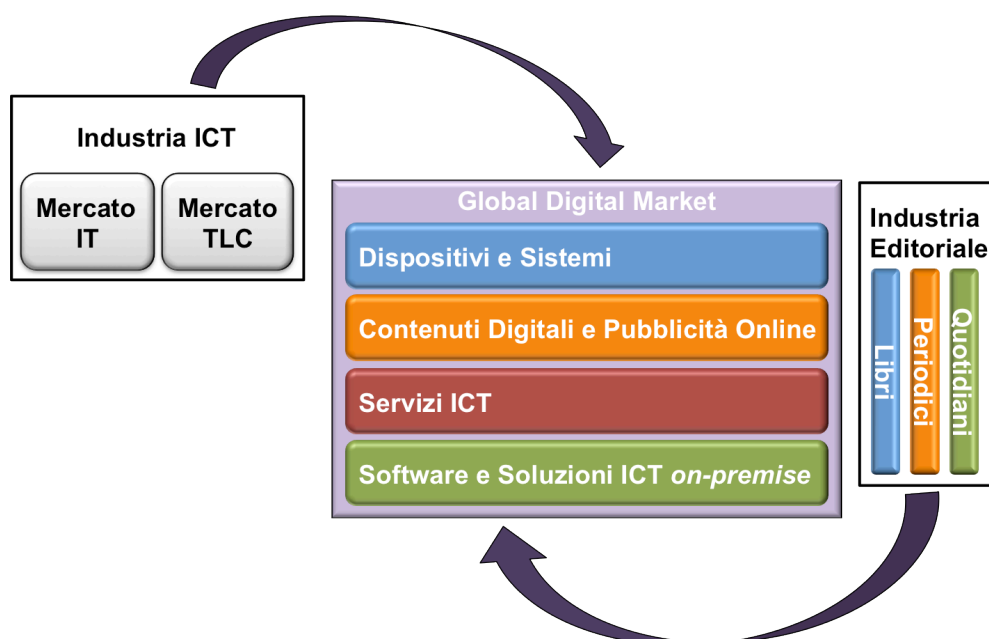 Industria ICT
Mercato
IT
Mercato
TLC
Global Digital Market
Dispositivi e Sistemi
Contenuti Digitali e Pubblicità Online
Servizi ICT
Software e Soluzioni ICT on-premise
Industria
Editoriale
Libri
Periodici
Quotidiani